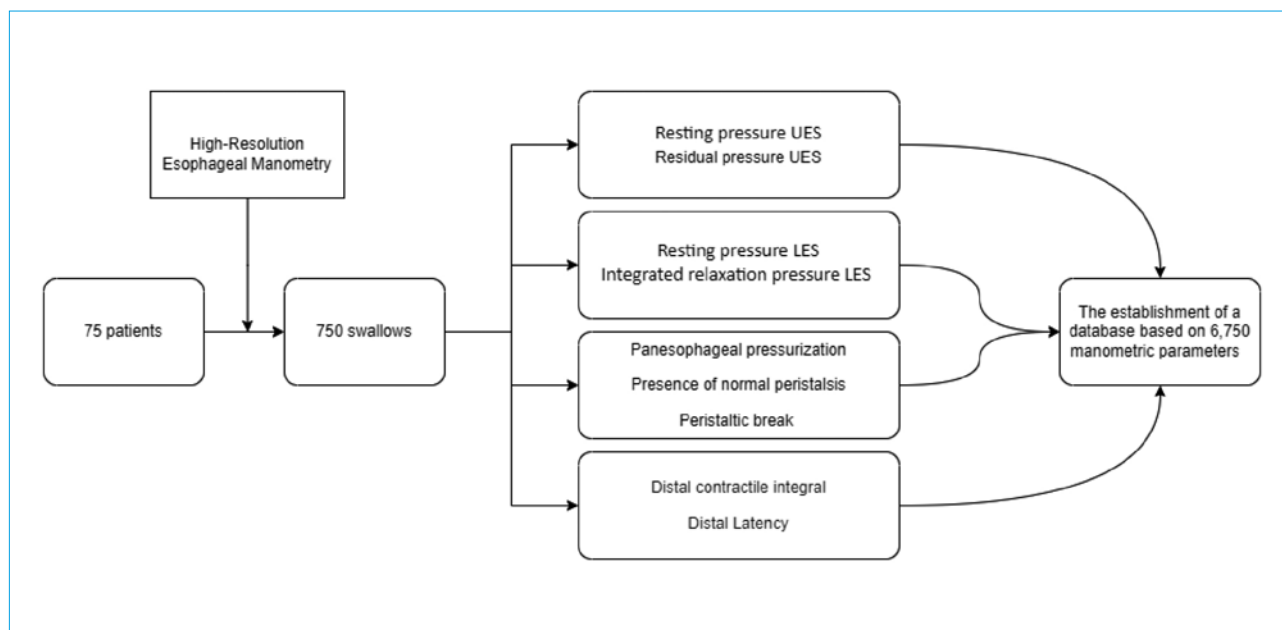 High-Resolution
Esophageal Manometry
75 patients
750 swallows
Resting pressure UES
Residual pressure UES
Resting pressure LES
Integrated relaxation pressure LES
Panesophageal pressurization
Presence of normal peristalsis
Peristaltic break
Distal contractile integral
Distal Latency
The establishment of a
database based on 6,750
manometric parameters